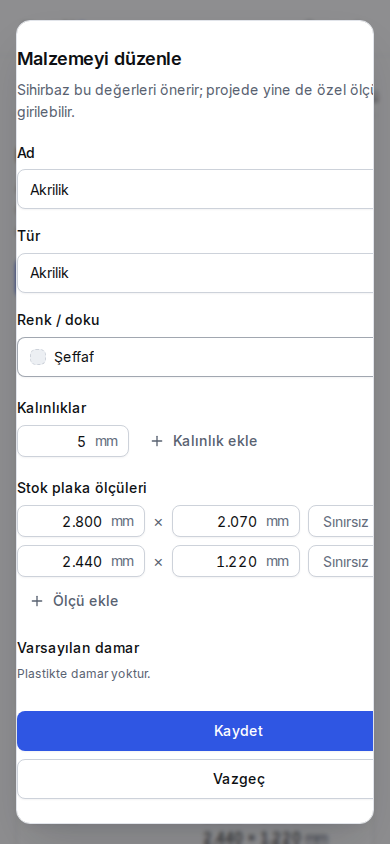 Malzemeyi düzenle
Sihirbaz bu değerleri önerir; projede yine de özel ölçü
girilebilir.
Ad
Akrilik
Tür
Akrilik
Renk / doku
Şeffaf
Kalınlıklar
5 mm + Kalınlık ekle
Stok plaka ölçüleri
2.800 mm × 2.070 mm Sınırsız
2.440 mm × 1.220 mm Sınırsız
+ Ölçü ekle
Varsayılan damar
Plastikte damar yoktur.
Kaydet
Vazgeç
2.440 × 1.220 mm